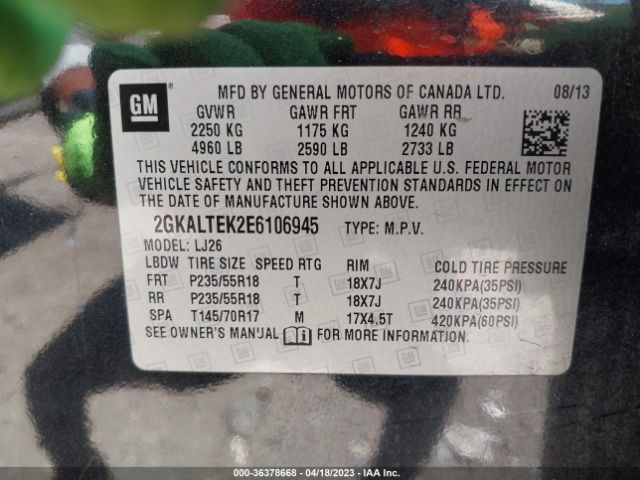 GM
MFD BY GENERAL MOTORS OF CANADA LTD. 08/13
GVWR GAWR FRT GAWR RR
2250 KG 1175 KG 1240 KG
4960 LB 2590 LB 2733 LB
THIS VEHICLE CONFORMS TO ALL APPLICABLE U.S. FEDERAL MOTOR
VEHICLE SAFETY AND THEFT PREVENTION STANDARDS IN EFFECT ON
THE DATE OF MANUFACTURE SHOWN ABOVE.
2GKALTEK2E6106945 TYPE: M.P.V.
MODEL: LJ26
LBDW TIRE SIZE SPEED RTG RIM COLD TIRE PRESSURE
FRT P235/55R18 T 18X7J 240KPA(35PSI)
RR P235/55R18 T 18X7J 240KPA(35PSI)
SPA T145/70R17 M 17X4.5T 420KPA(60PSI)
SEE OWNER'S MANUAL FOR MORE INFORMATION.
000-36378668 - 04/18/2023 - IAA Inc.